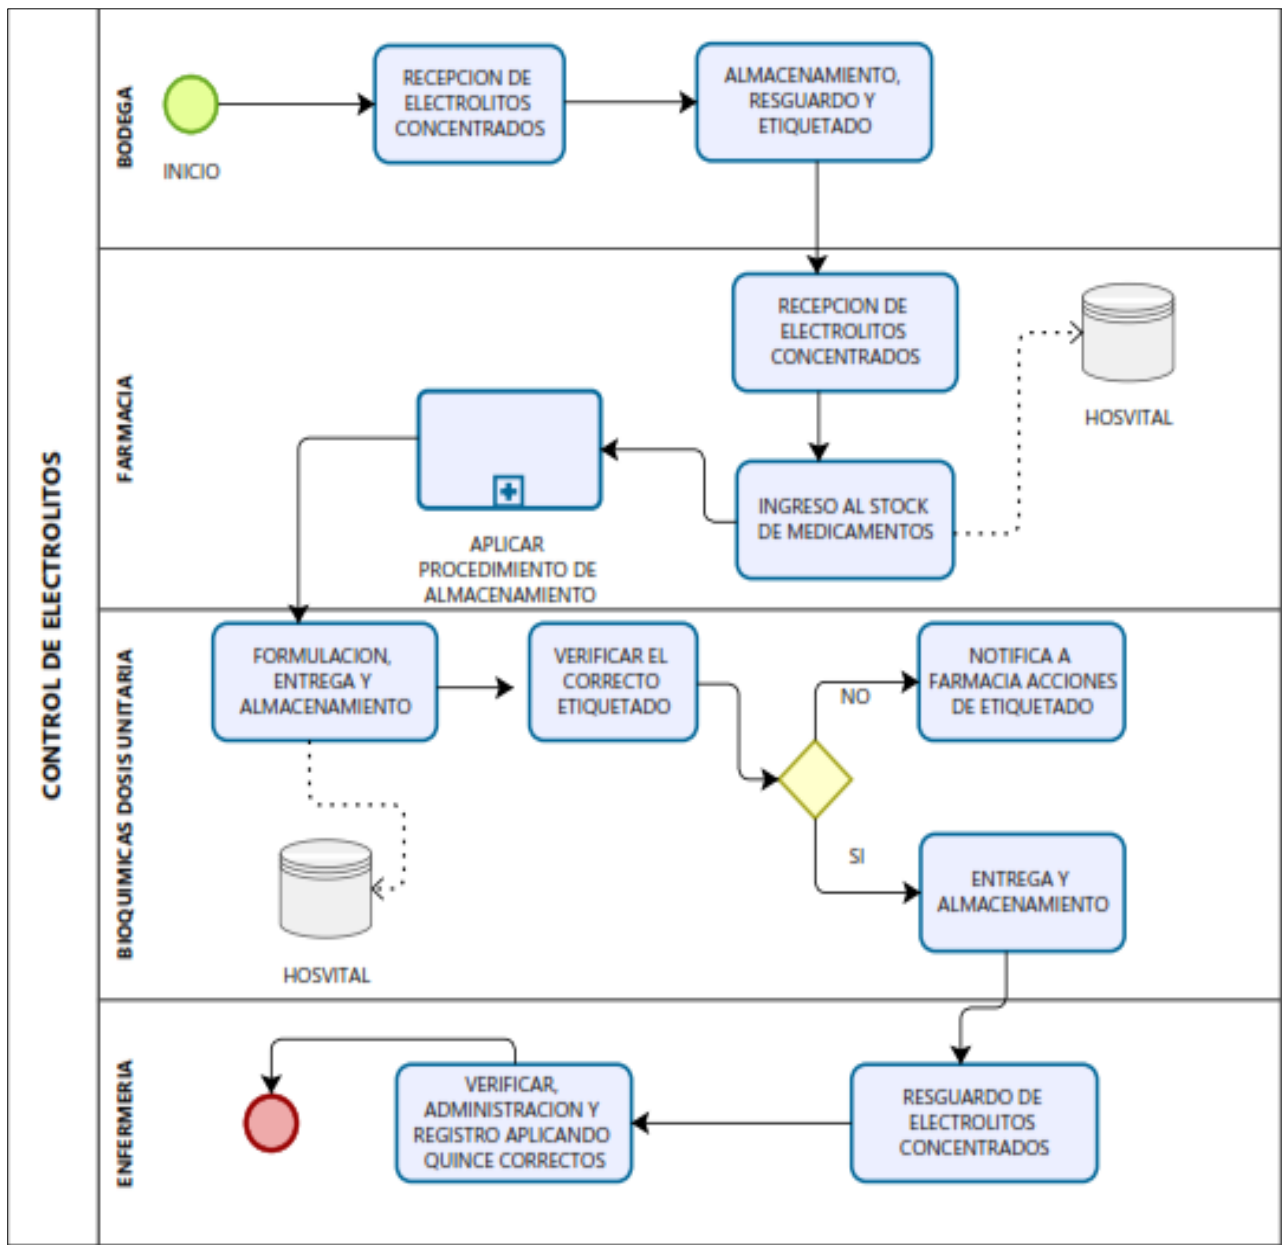 CONTROL DE ELECTROLITOS
BODEGA
INICIO
RECEPCION DE
ELECTROLITOS
CONCENTRADOS
ALMACENAMIENTO,
RESGUARDO Y
ETIQUETADO
FARMACIA
RECEPCION DE
ELECTROLITOS
CONCENTRADOS
HOSVITAL
INGRESO AL STOCK
DE MEDICAMENTOS
APLICAR
PROCEDIMIENTO DE
ALMACENAMIENTO
BIOQUIMICAS DOSIS UNITARIA
FORMULACION,
ENTREGA Y
ALMACENAMIENTO
VERIFICAR EL
CORRECTO
ETIQUETADO
NO
NOTIFICA A
FARMACIA ACCIONES
DE ETIQUETADO
SI
ENTREGA Y
ALMACENAMIENTO
HOSVITAL
ENFERMERIA
VERIFICAR,
ADMINISTRACION Y
REGISTRO APLICANDO
QUINCE CORRECTOS
RESGUARDO DE
ELECTROLITOS
CONCENTRADOS